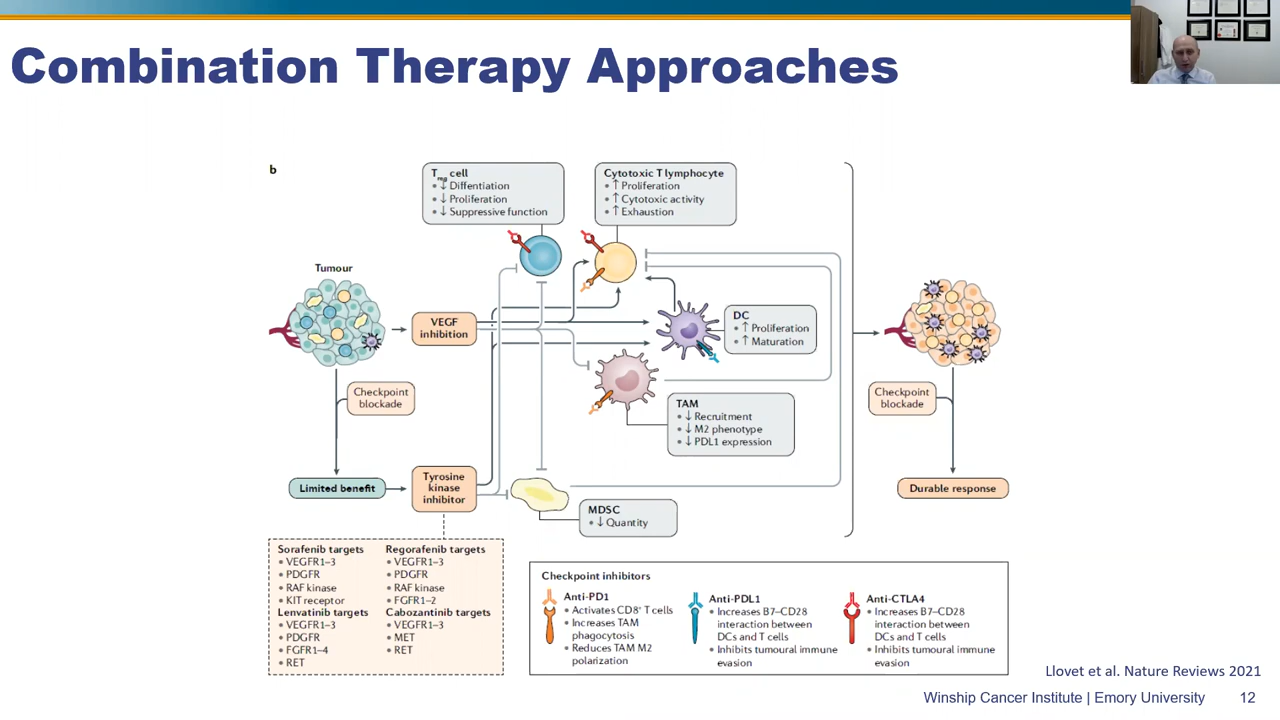 Combination Therapy Approaches
b
Treg cell
• ↓ Diffentiation
• ↓ Proliferation
• ↓ Suppressive function
Cytotoxic T lymphocyte
• ↑ Proliferation
• ↑ Cytotoxic activity
• ↑ Exhaustion
Tumour
VEGF
inhibition
DC
• ↑ Proliferation
• ↑ Maturation
Checkpoint
blockade
TAM
• ↓ Recruitment
• ↓ M2 phenotype
• ↓ PDL1 expression
Checkpoint
blockade
Limited benefit
Tyrosine
kinase
inhibitor
Durable response
MDSC
• ↓ Quantity
Sorafenib targets
• VEGFR1–3
• PDGFR
• RAF kinase
• KIT receptor
Lenvatinib targets
• VEGFR1–3
• PDGFR
• FGFR1–4
• RET
Regorafenib targets
• VEGFR1–3
• PDGFR
• RAF kinase
• FGFR1–2
Cabozantinib targets
• VEGFR1–3
• MET
• RET
Checkpoint inhibitors
Anti-PD1
• Activates CD8⁺ T cells
• Increases TAM
phagocytosis
• Reduces TAM M2
polarization
Anti-PDL1
• Increases B7–CD28
interaction between
DCs and T cells
• Inhibits tumoural immune
evasion
Anti-CTLA4
• Increases B7–CD28
interaction between
DCs and T cells
• Inhibits tumoural immune
evasion
Llovet et al. Nature Reviews 2021
Winship Cancer Institute | Emory University 12